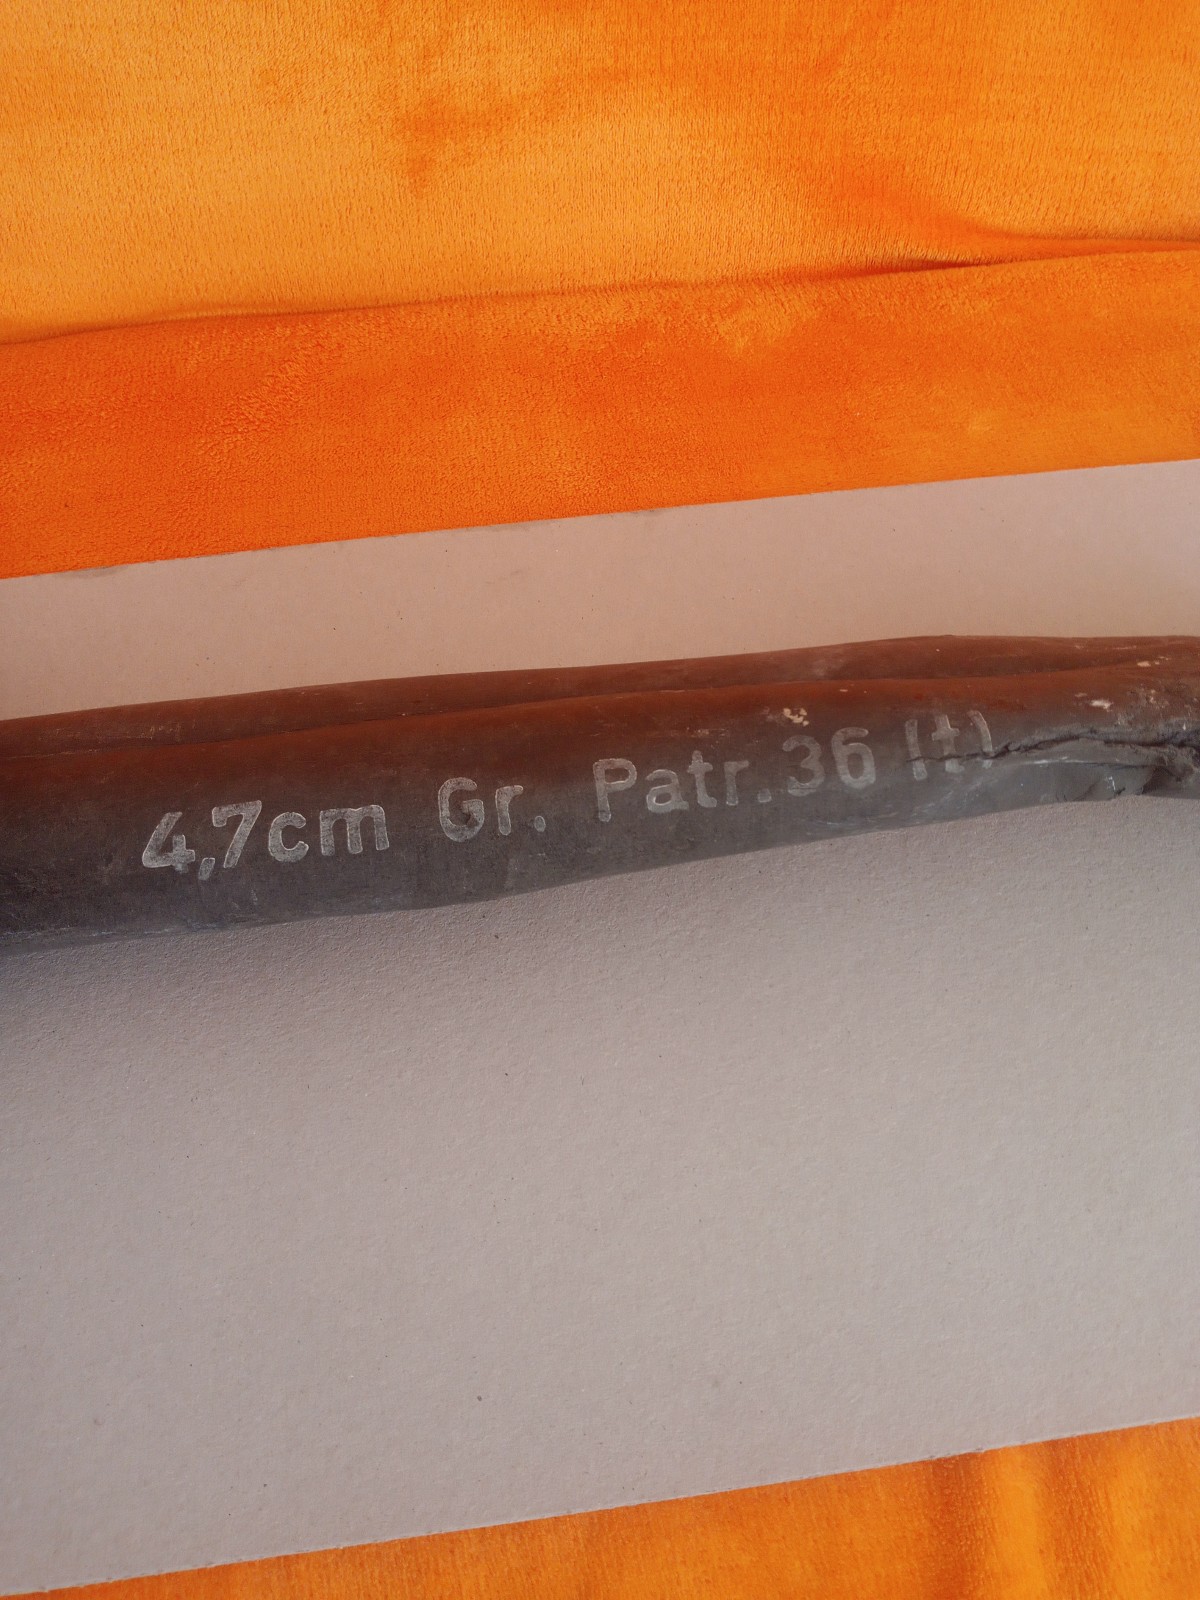 4,7cm Gr. Patr. 36 (t)